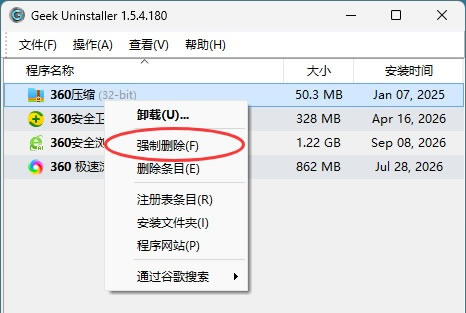 Geek Uninstaller 1.5.4.180
文件(F) 操作(A) 查看(V) 帮助(H)
程序名称 大小 安装时间
360压缩 (32-bit) 50.3 MB Jan 07, 2025
360安全卫 328 MB Apr 16, 2026
360安全浏 1.22 GB Sep 08, 2026
360 极速浏 862 MB Jul 28, 2026
卸载(U)...
强制删除(F)
删除条目(E)
注册表条目(R)
安装文件夹(I)
程序网站(P)
通过谷歌搜索